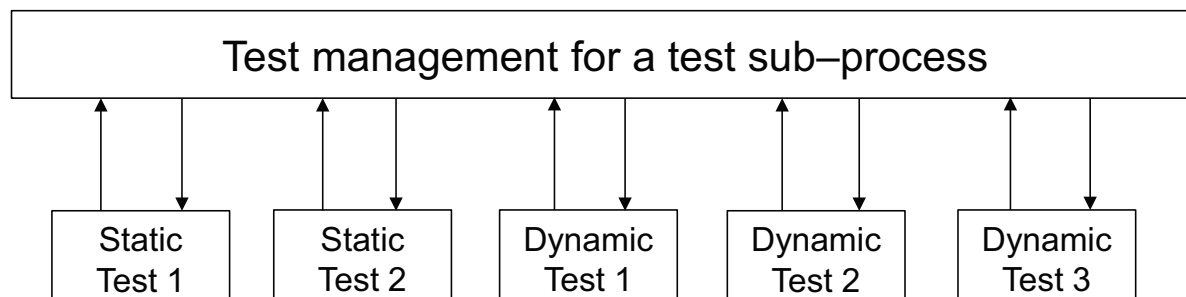 Test management for a test sub–process
Static
Test 1
Static
Test 2
Dynamic
Test 1
Dynamic
Test 2
Dynamic
Test 3